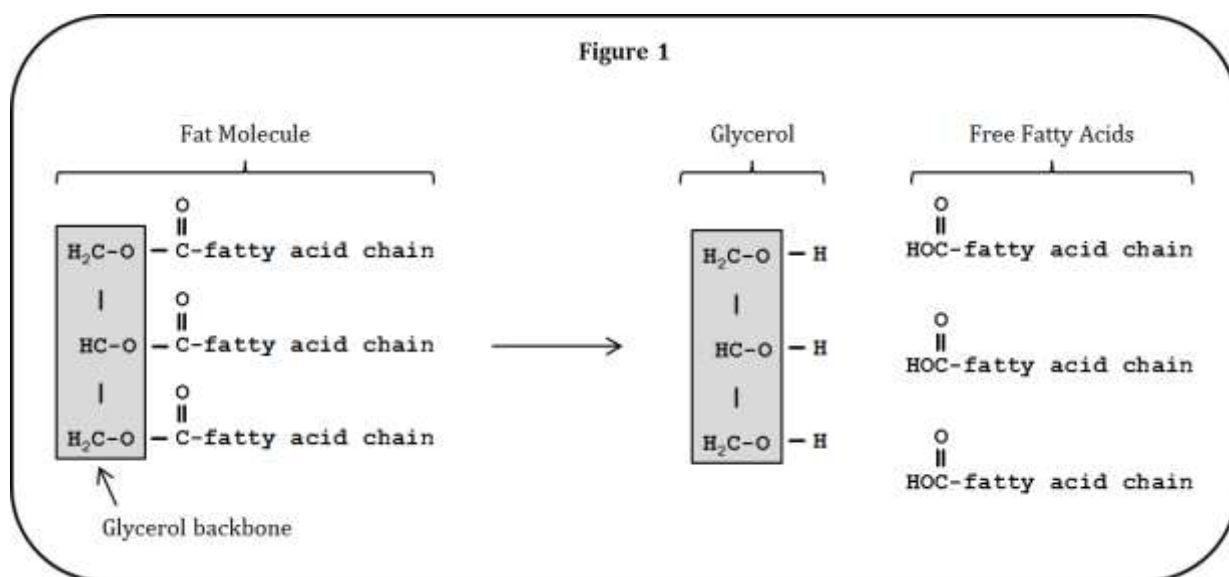 Figure 1
Fat Molecule
Glycerol
Free Fatty Acids
O
H₂C-O — C-fatty acid chain
O
HC-O — C-fatty acid chain
O
H₂C-O — C-fatty acid chain
Glycerol backbone
H₂C-O — H
HC-O — H
H₂C-O — H
O
HOC-fatty acid chain
O
HOC-fatty acid chain
O
HOC-fatty acid chain